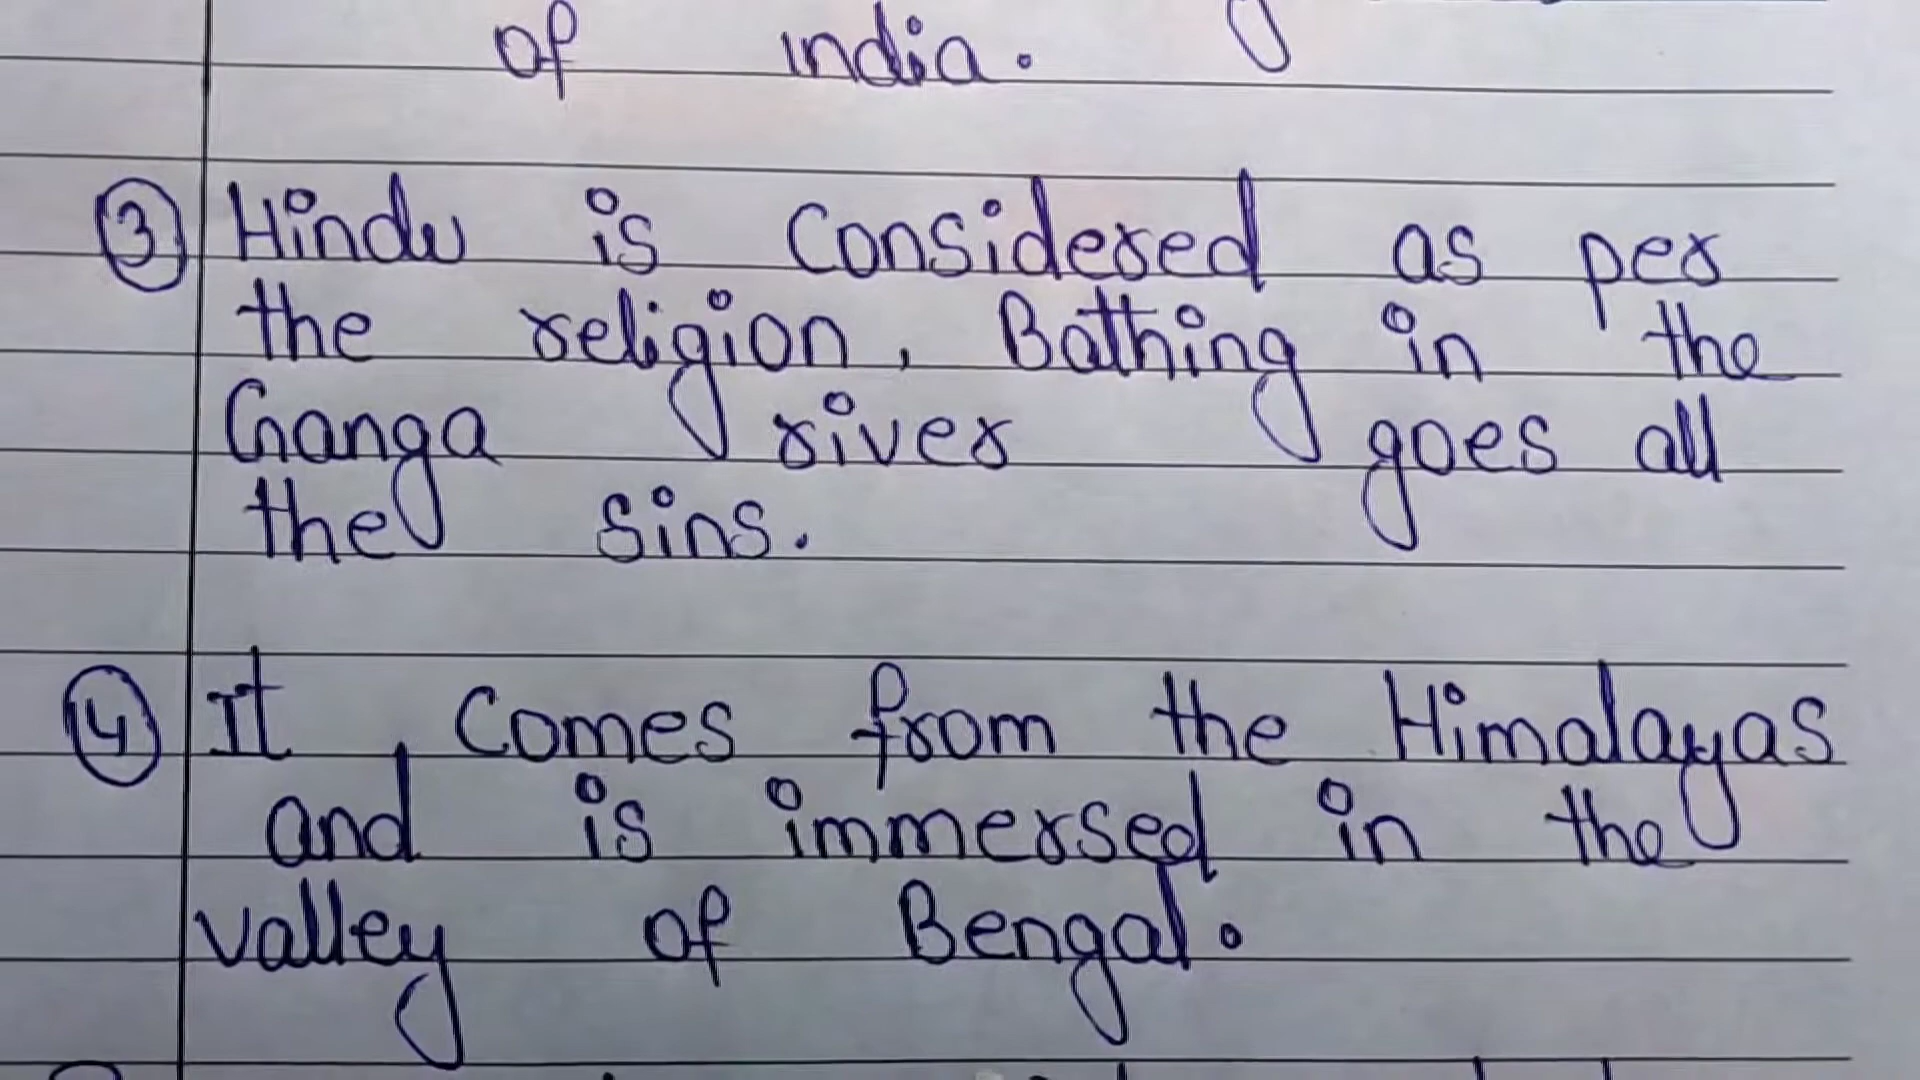 of india.
③ Hindu is Considered as per
the religion, Bathing in the
Ganga river goes all
the sins.
④ It comes from the Himalayas
and is immersed in the
valley of Bengal.